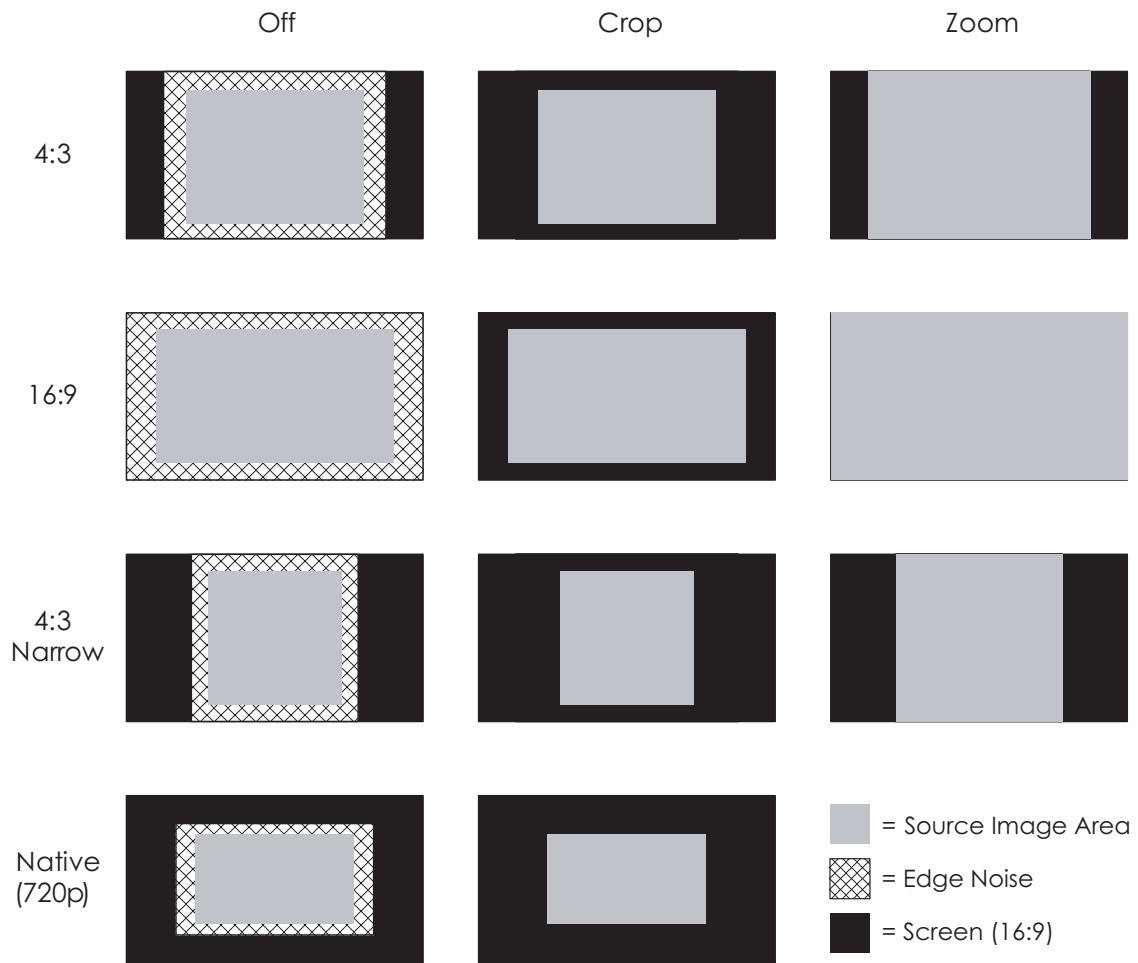 Off
Crop
Zoom
4:3
16:9
4:3
Narrow
Native
(720p)
= Source Image Area
= Edge Noise
= Screen (16:9)